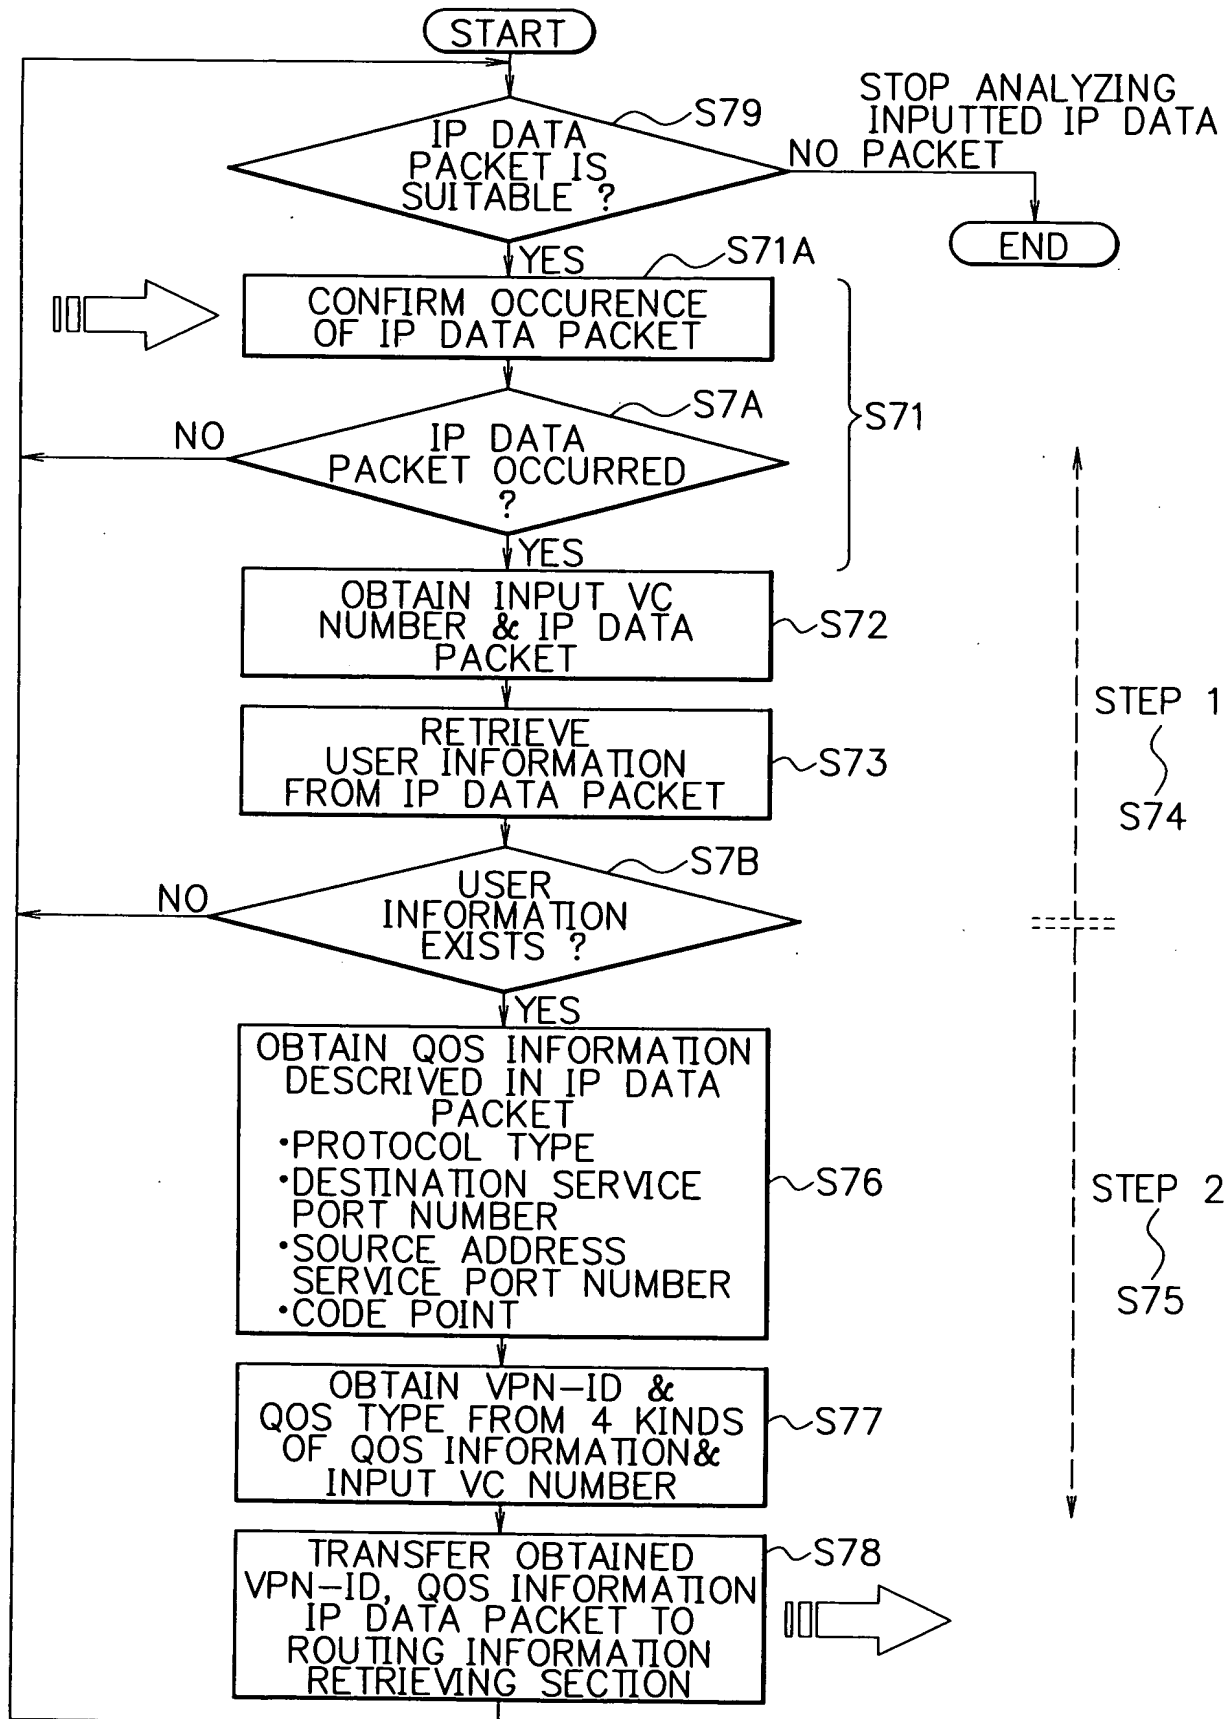 START
S79
IP DATA
PACKET IS
SUITABLE ?
STOP ANALYZING
INPUTTED IP DATA
NO PACKET
END
YES
S71A
CONFIRM OCCURENCE
OF IP DATA PACKET
S7A
S71
NO
IP DATA
PACKET OCCURRED
?
YES
OBTAIN INPUT VC
NUMBER & IP DATA
PACKET
S72
RETRIEVE
USER INFORMATION
FROM IP DATA PACKET
S73
STEP 1
S74
S7B
NO
USER
INFORMATION
EXISTS ?
YES
OBTAIN QOS INFORMATION
DESCRIVED IN IP DATA
PACKET
·PROTOCOL TYPE
·DESTINATION SERVICE
PORT NUMBER
·SOURCE ADDRESS
SERVICE PORT NUMBER
·CODE POINT
S76
STEP 2
S75
OBTAIN VPN-ID &
QOS TYPE FROM 4 KINDS
OF QOS INFORMATION&
INPUT VC NUMBER
S77
TRANSFER OBTAINED
VPN-ID, QOS INFORMATION
IP DATA PACKET TO
ROUTING INFORMATION
RETRIEVING SECTION
S78